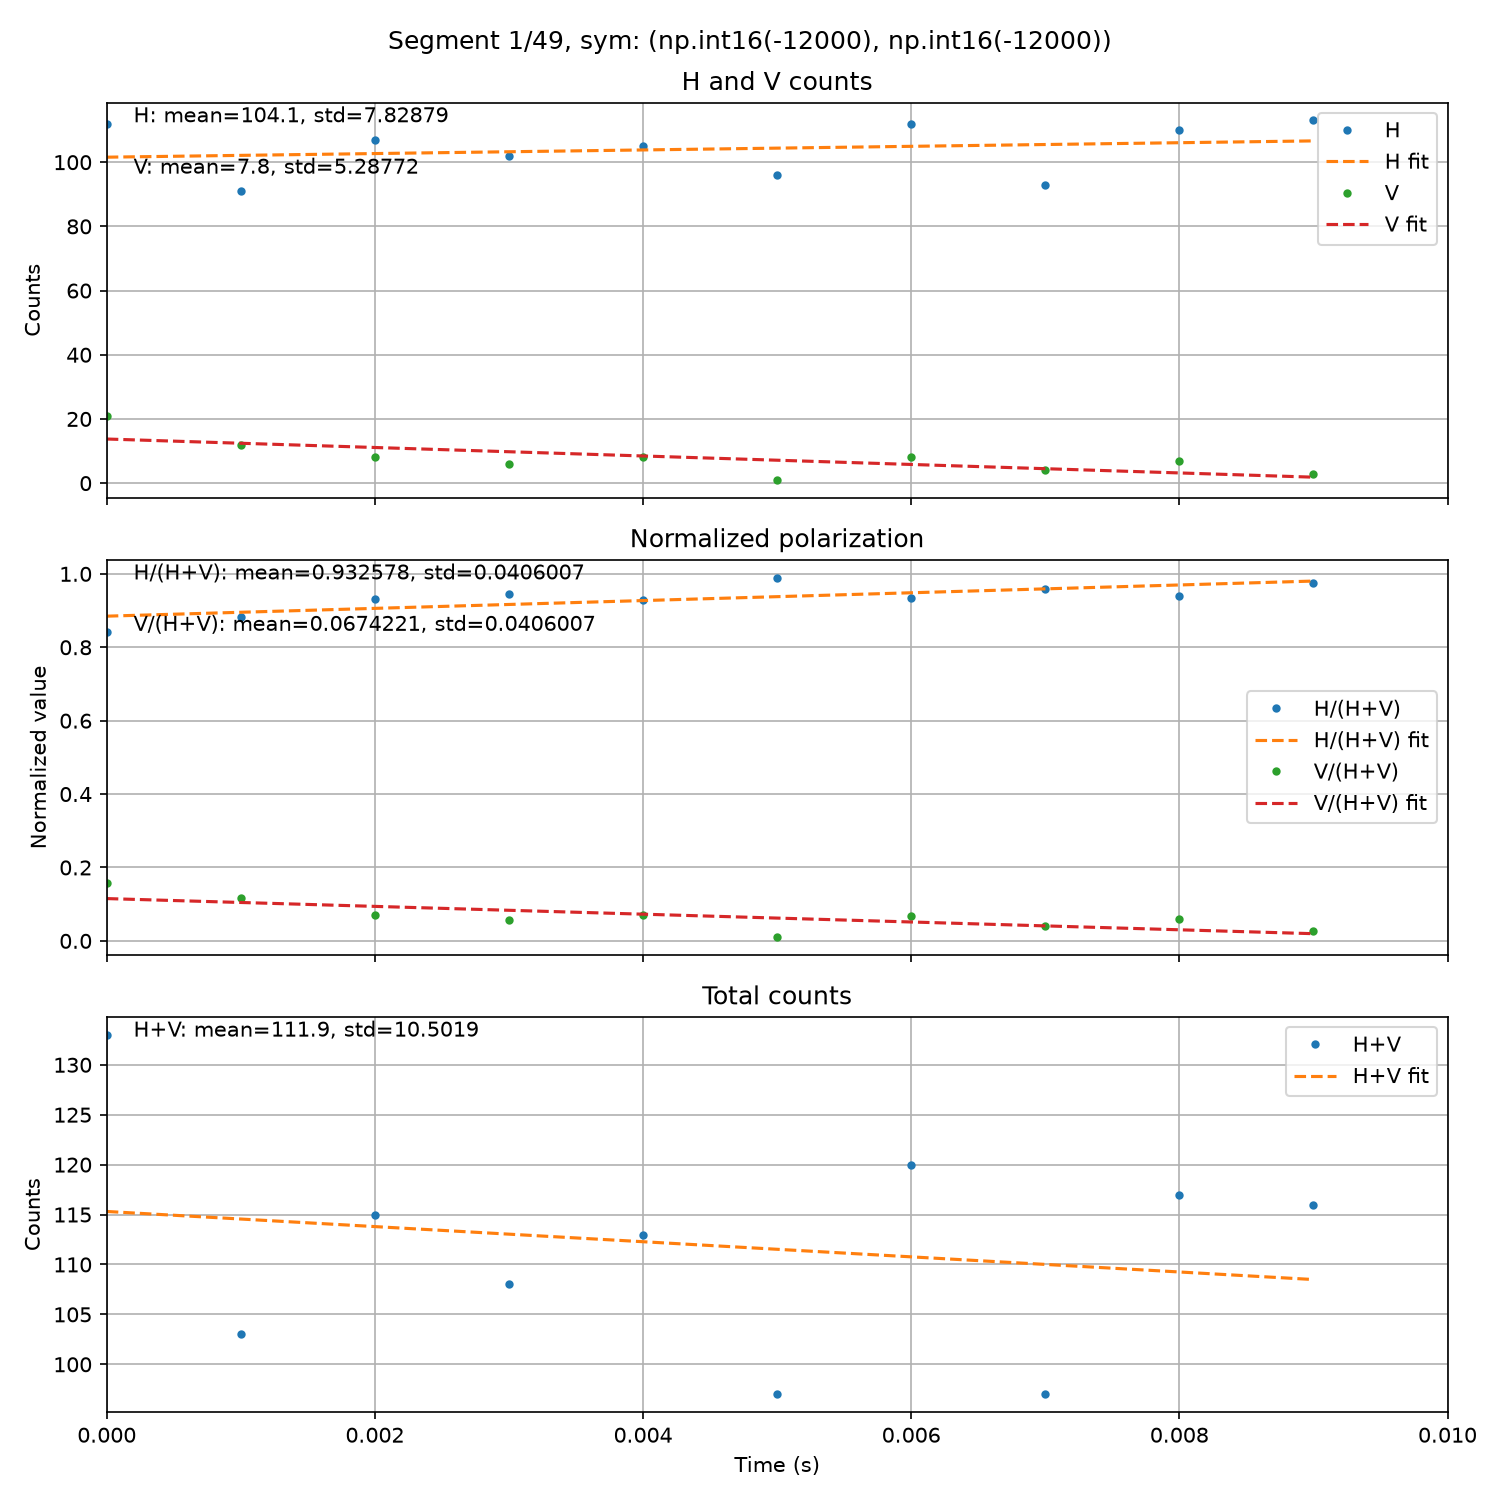 Segment 1/49, sym: (np.int16(-12000), np.int16(-12000))
H and V counts
H: mean=104.1, std=7.82879
V: mean=7.8, std=5.28772
H
H fit
V
V fit
100
80
60
40
20
0
Counts
Normalized polarization
H/(H+V): mean=0.932578, std=0.0406007
V/(H+V): mean=0.0674221, std=0.0406007
H/(H+V)
H/(H+V) fit
V/(H+V)
V/(H+V) fit
1.0
0.8
0.6
0.4
0.2
0.0
Normalized value
Total counts
H+V: mean=111.9, std=10.5019
H+V
H+V fit
130
125
120
115
110
105
100
Counts
0.000 0.002 0.004 0.006 0.008 0.010
Time (s)